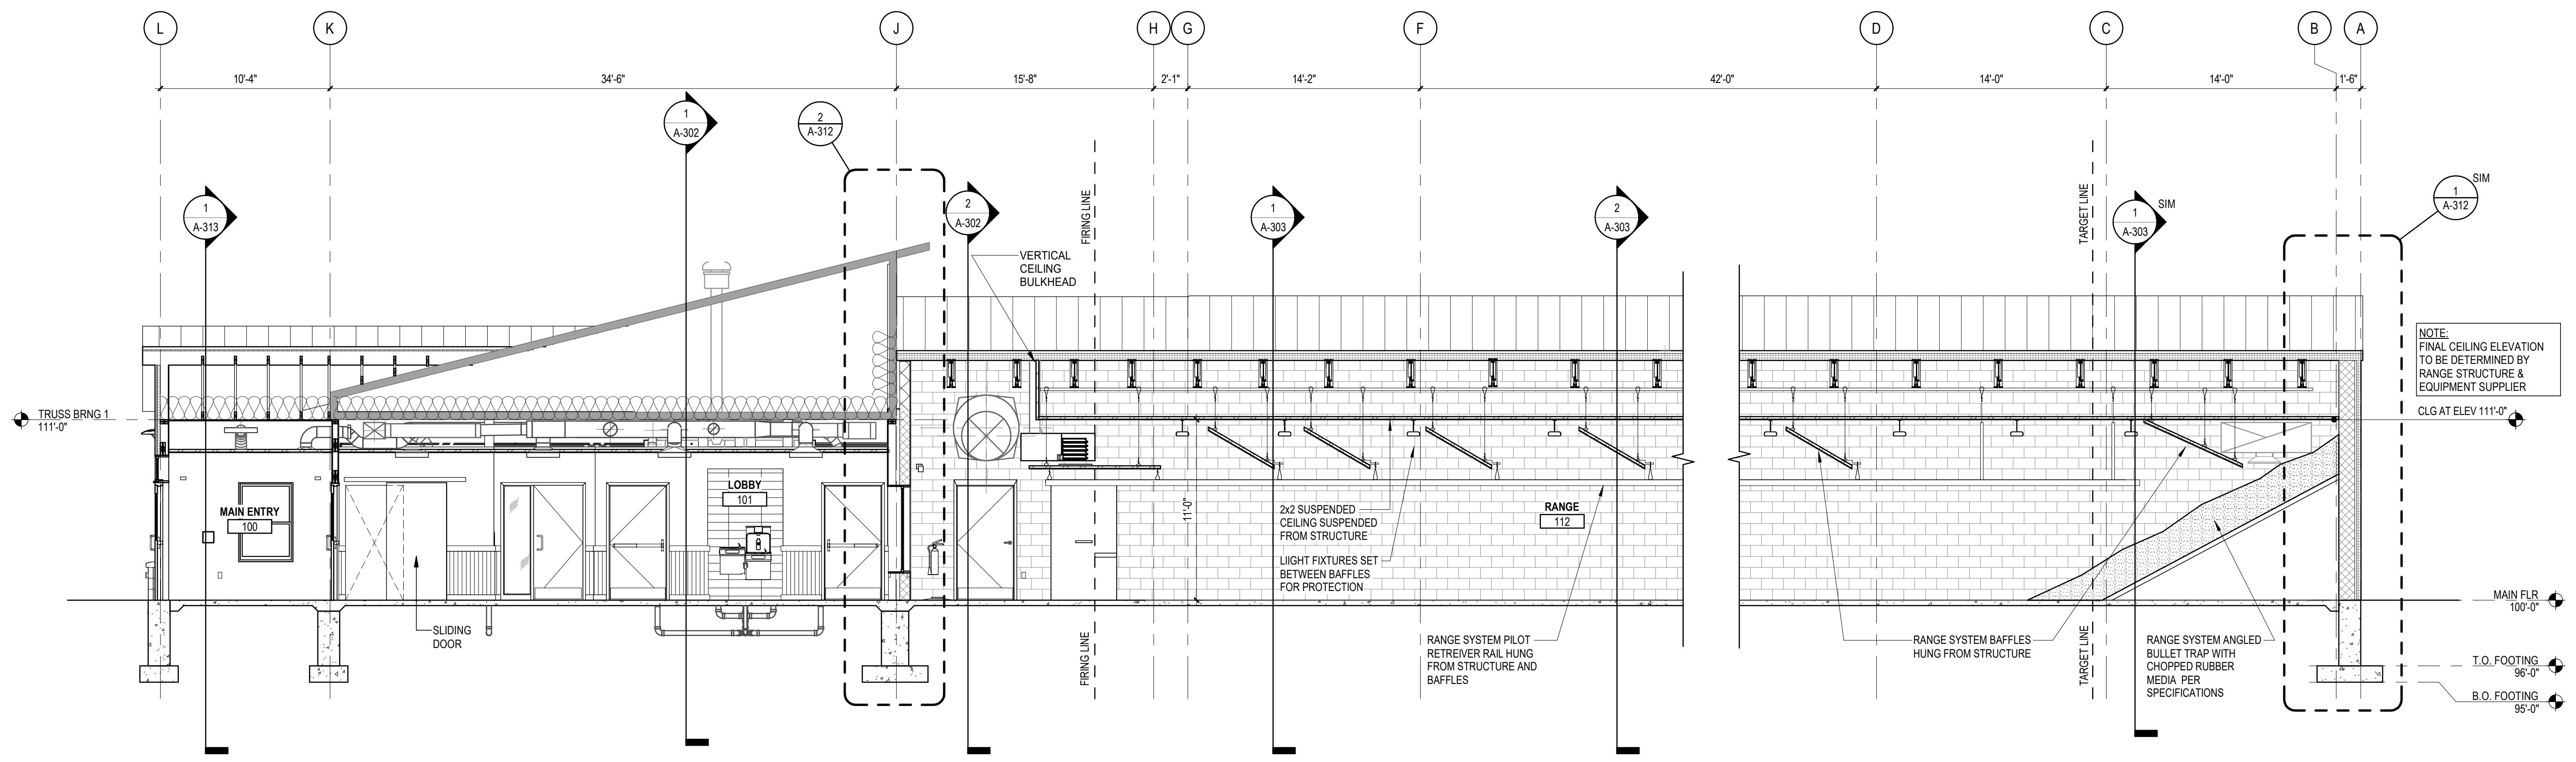 L K J H G F D C B A
10'-4" 34'-6" 15'-8" 2'-1" 14'-2" 42'-0" 14'-0" 14'-0" 1'-6"
1
A-302
2
A-312
1
A-313
2
A-302
1
A-303
2
A-303
1
A-303
SIM
1
A-312
SIM
FIRING LINE
TARGET LINE
VERTICAL
CEILING
BULKHEAD
NOTE:
FINAL CEILING ELEVATION
TO BE DETERMINED BY
RANGE STRUCTURE &
EQUIPMENT SUPPLIER
TRUSS BRNG 1
111'-0"
CLG AT ELEV 111'-0"
MAIN ENTRY
100
LOBBY
101
11'-0"
2x2 SUSPENDED
CEILING SUSPENDED
FROM STRUCTURE
LIIGHT FIXTURES SET
BETWEEN BAFFLES
FOR PROTECTION
RANGE
112
MAIN FLR
100'-0"
SLIDING
DOOR
FIRING LINE
RANGE SYSTEM PILOT
RETREIVER RAIL HUNG
FROM STRUCTURE AND
BAFFLES
RANGE SYSTEM BAFFLES
HUNG FROM STRUCTURE
TARGET LINE
RANGE SYSTEM ANGLED
BULLET TRAP WITH
CHOPPED RUBBER
MEDIA PER
SPECIFICATIONS
T.O. FOOTING
96'-0"
B.O. FOOTING
95'-0"